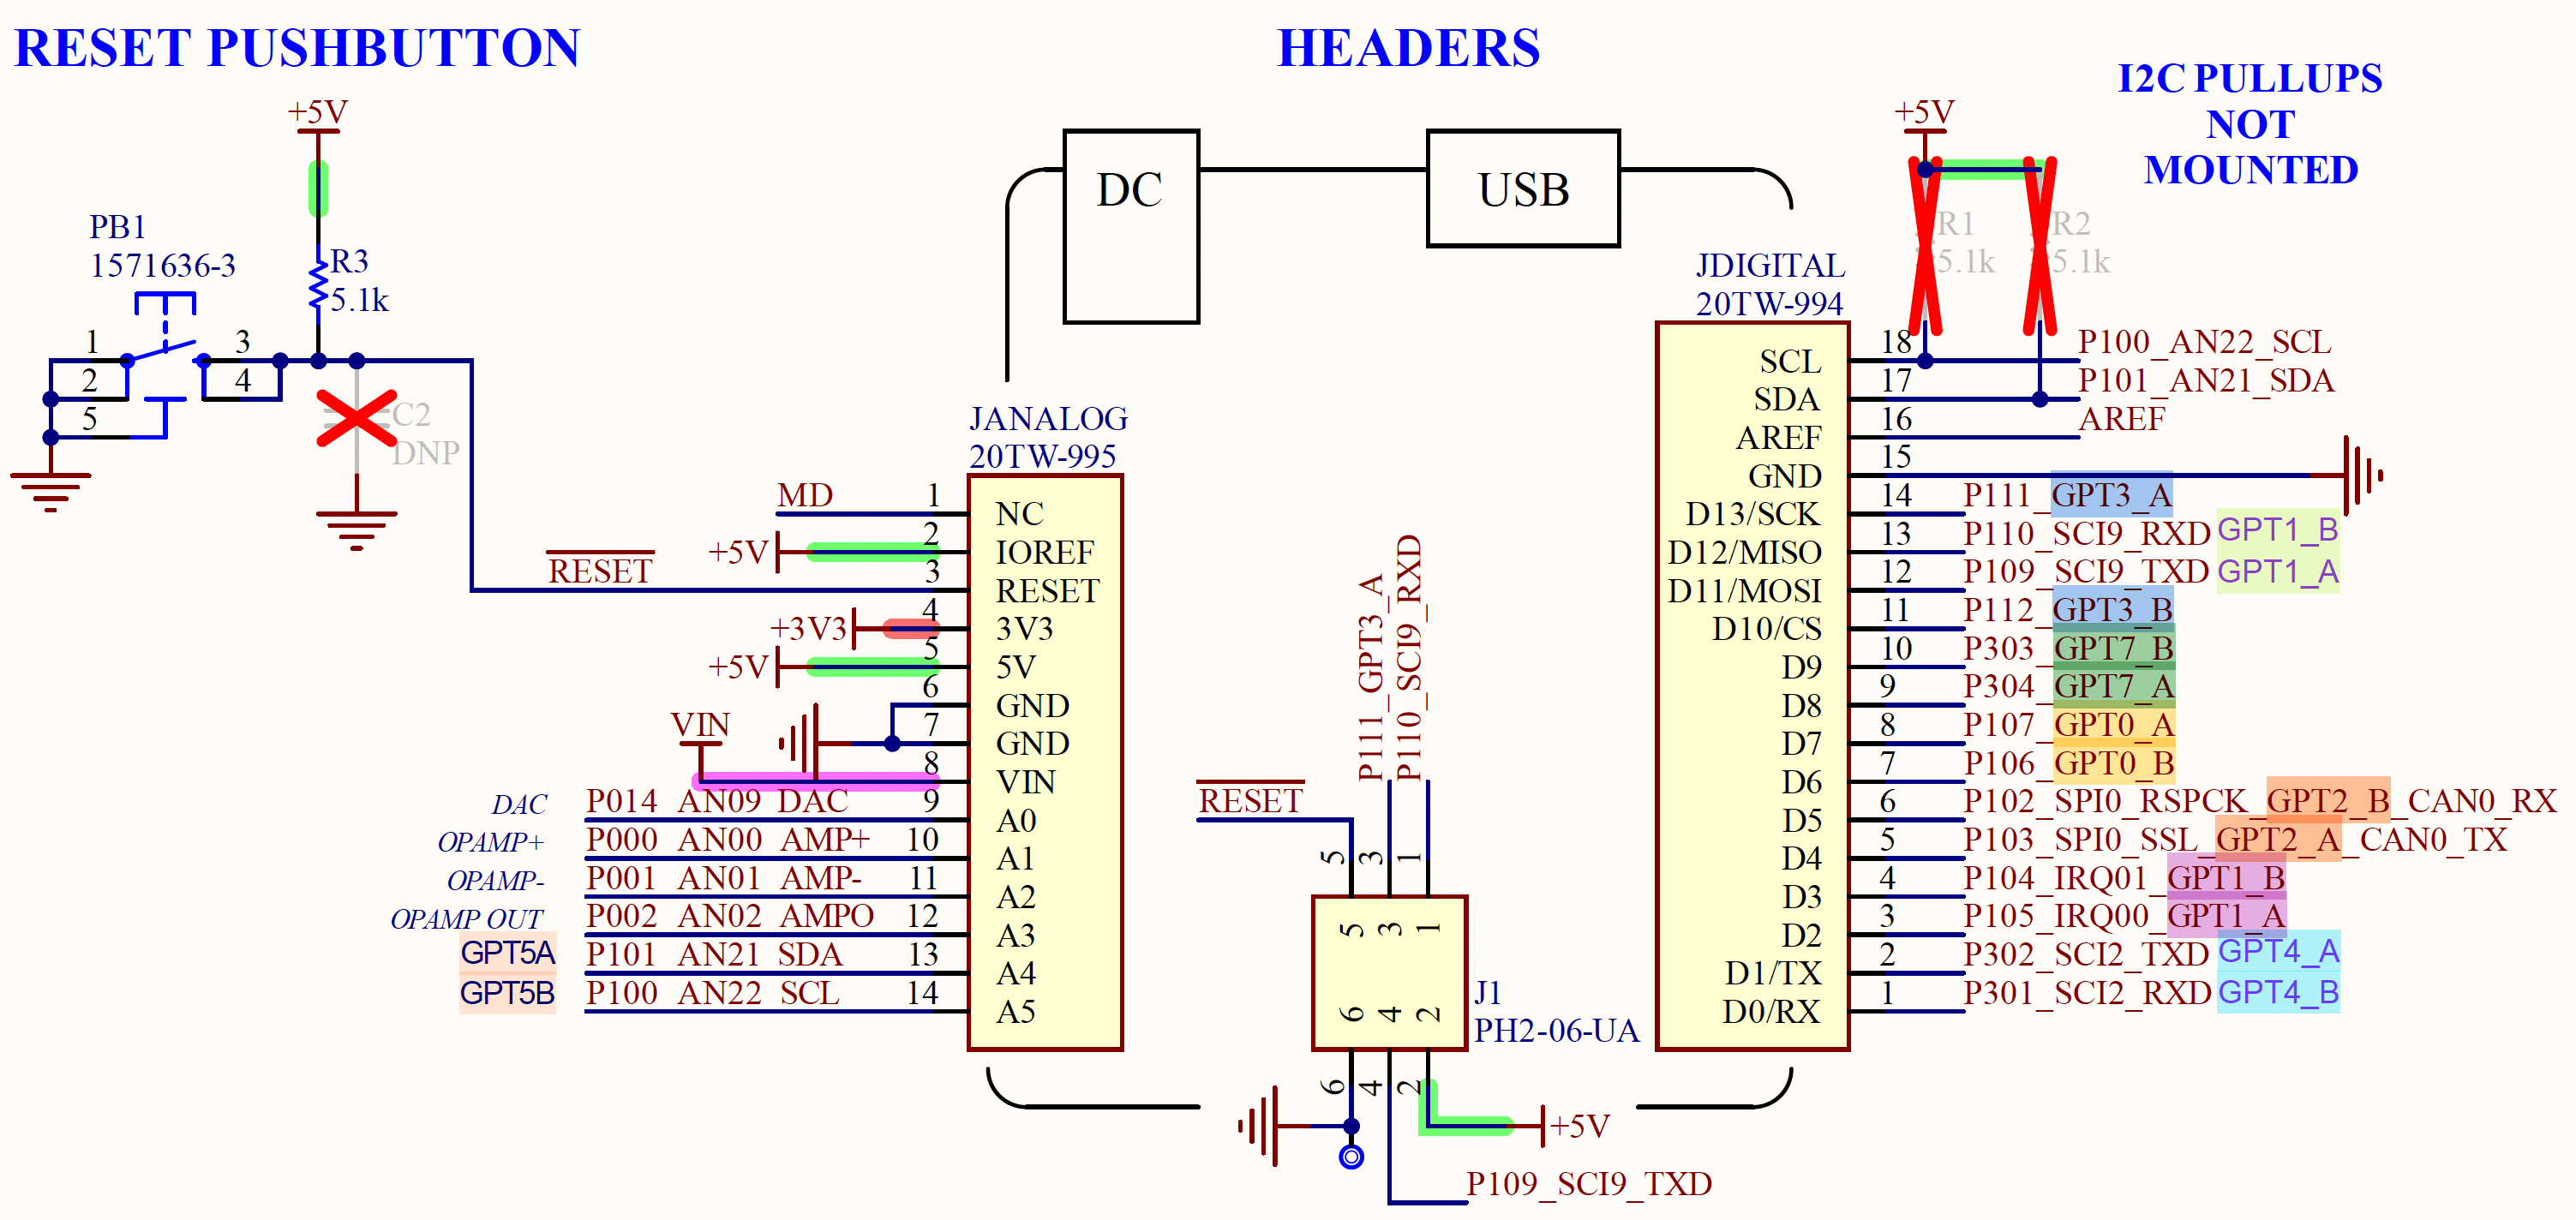 RESET PUSHBUTTON
HEADERS
I2C PULLUPS
NOT
MOUNTED
+5V
PB1
1571636-3
R3
5.1k
1
2
5
3
4
C2
DNP
RESET
DC
USB
JANALOG
20TW-995
MD 1 NC
+5V 2 IOREF
3 RESET
+3V3 4 3V3
+5V 5 5V
6 GND
7 GND
VIN 8 VIN
DAC P014_AN09_DAC 9 A0
OPAMP+ P000_AN00_AMP+ 10 A1
OPAMP- P001_AN01_AMP- 11 A2
OPAMP OUT P002_AN02_AMPO 12 A3
GPT5A P101_AN21_SDA 13 A4
GPT5B P100_AN22_SCL 14 A5
RESET
P111_GPT3_A
P110_SCI9_RXD
5 3 1
5 3 1
6 4 2
J1
PH2-06-UA
6 4 2
+5V
P109_SCI9_TXD
+5V
R1
5.1k
R2
5.1k
JDIGITAL
20TW-994
SCL 18 P100_AN22_SCL
SDA 17 P101_AN21_SDA
AREF 16 AREF
GND 15
D13/SCK 14 P111_GPT3_A
D12/MISO 13 P110_SCI9_RXD GPT1_B
D11/MOSI 12 P109_SCI9_TXD GPT1_A
D10/CS 11 P112_GPT3_B
D9 10 P303_GPT7_B
D8 9 P304_GPT7_A
D7 8 P107_GPT0_A
D6 7 P106_GPT0_B
D5 6 P102_SPI0_RSPCK_GPT2_B_CAN0_RX
D4 5 P103_SPI0_SSL_GPT2_A_CAN0_TX
D3 4 P104_IRQ01_GPT1_B
D2 3 P105_IRQ00_GPT1_A
D1/TX 2 P302_SCI2_TXD GPT4_A
D0/RX 1 P301_SCI2_RXD GPT4_B